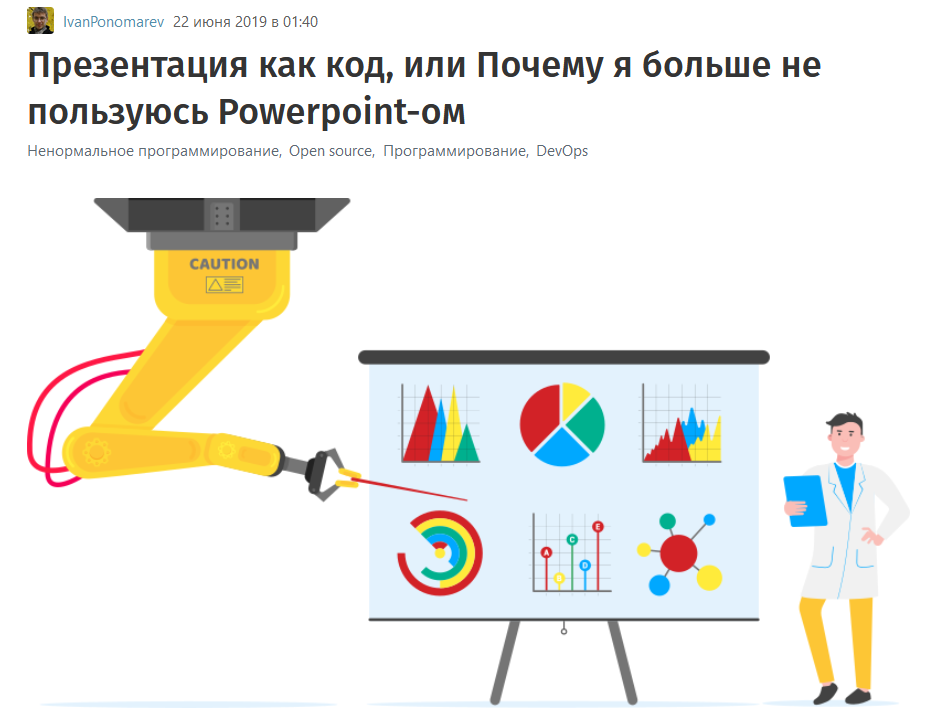 IvanPonomarev 22 июня 2019 в 01:40
Презентация как код, или Почему я больше не
пользуюсь Powerpoint-ом
Ненормальное программирование, Open source, Программирование, DevOps
CAUTION
E
C
A
D
B